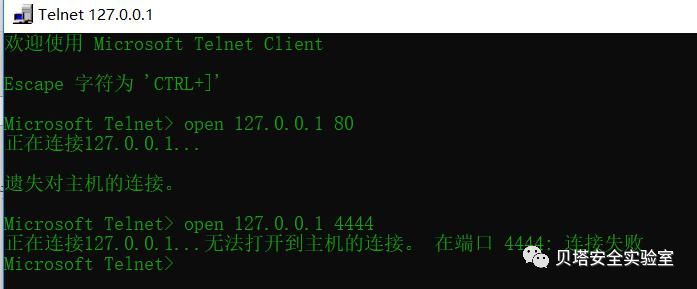 Telnet 127.0.0.1
欢迎使用 Microsoft Telnet Client
Escape 字符为 'CTRL+]'
Microsoft Telnet> open 127.0.0.1 80
正在连接127.0.0.1...
遗失对主机的连接。
Microsoft Telnet> open 127.0.0.1 4444
正在连接127.0.0.1...无法打开到主机的连接。 在端口 4444: 连接失败
Microsoft Telnet>
贝塔安全实验室